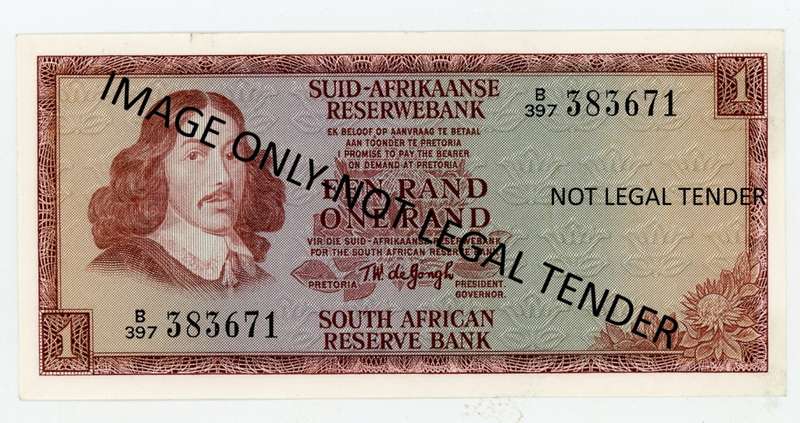 SUID-AFRIKAANSE
RESERWEBANK
B/397 383671
1
EK BELOOF OP AANVRAAG TE BETAAL
AAN TOONDER TE PRETORIA
I PROMISE TO PAY THE BEARER
ON DEMAND AT PRETORIA
EEN RAND
ONE RAND
VIR DIE SUID-AFRIKAANSE RESERWEBANK
FOR THE SOUTH AFRICAN RESERVE BANK
T.W. de Jongh
PRETORIA
PRESIDENT.
GOVERNOR.
1
B/397 383671
SOUTH AFRICAN
RESERVE BANK
IMAGE ONLY-NOT LEGAL TENDER
NOT LEGAL TENDER